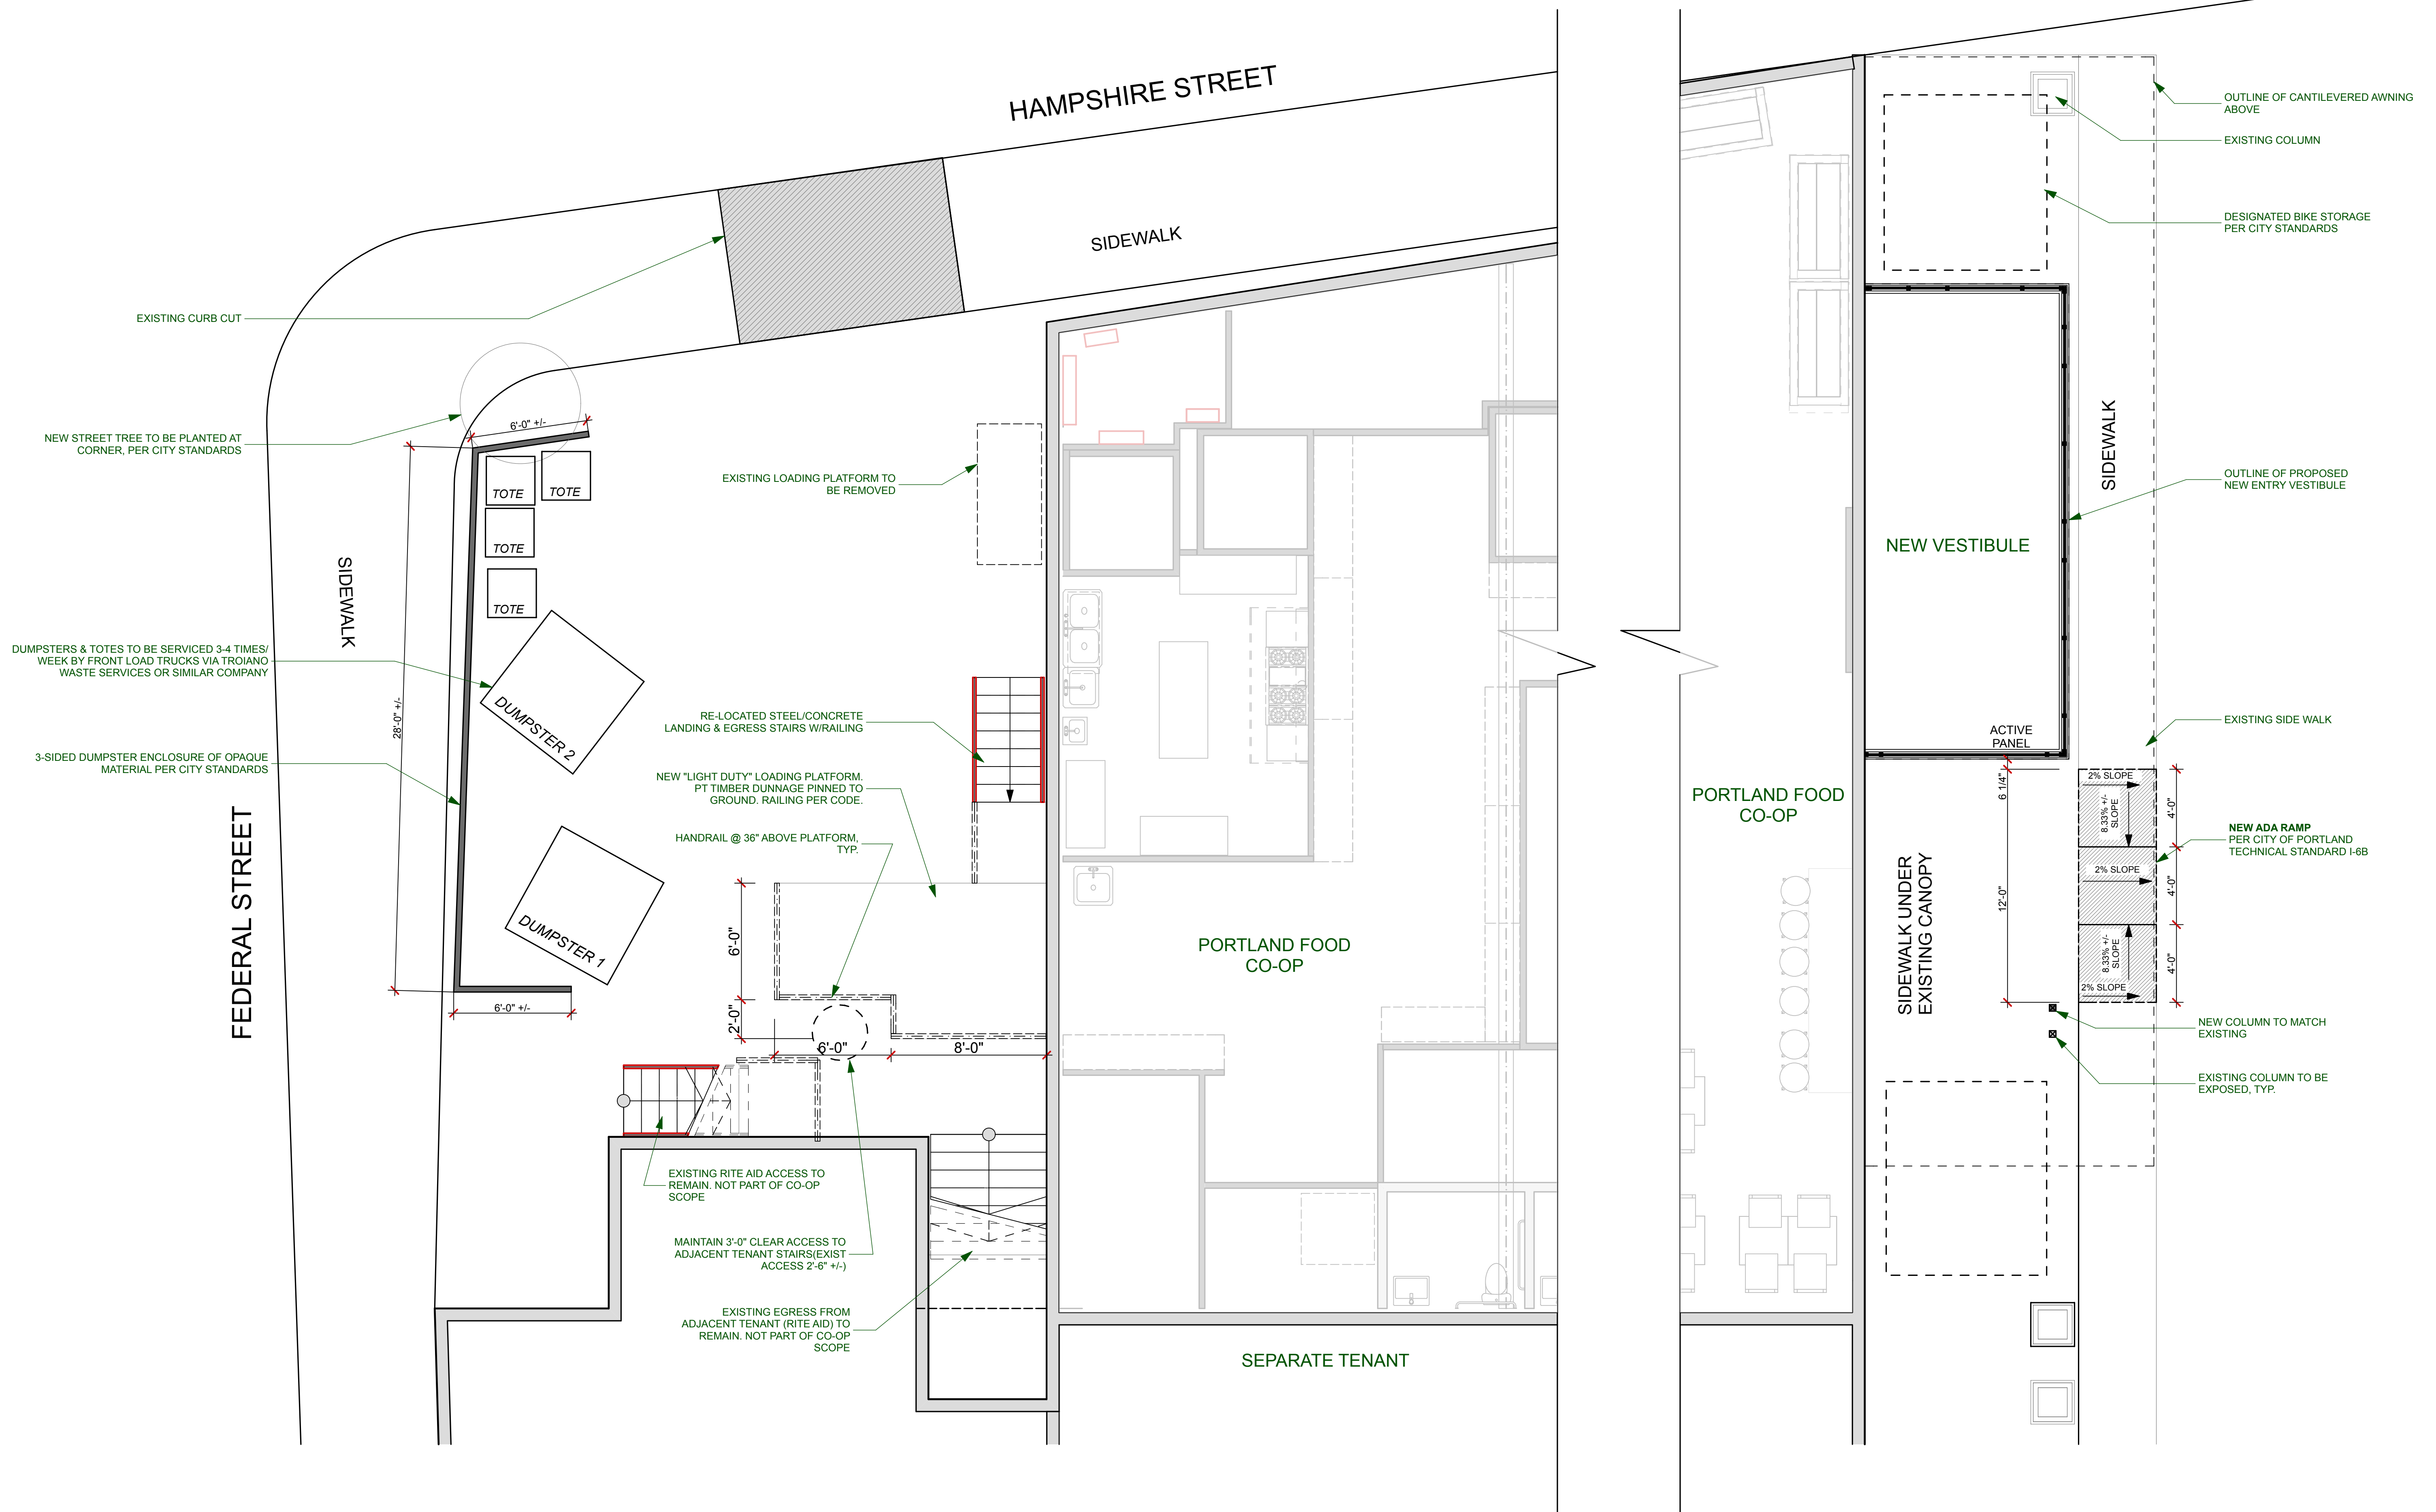 HAMPSHIRE STREET
SIDEWALK
EXISTING CURB CUT
NEW STREET TREE TO BE PLANTED AT
CORNER, PER CITY STANDARDS
6'-0" +/-
TOTE
TOTE
TOTE
TOTE
SIDEWALK
28'-0" +/-
DUMPSTERS & TOTES TO BE SERVICED 3-4 TIMES/
WEEK BY FRONT LOAD TRUCKS VIA TROIANO
WASTE SERVICES OR SIMILAR COMPANY
DUMPSTER 2
3-SIDED DUMPSTER ENCLOSURE OF OPAQUE
MATERIAL PER CITY STANDARDS
DUMPSTER 1
6'-0" +/-
FEDERAL STREET
EXISTING LOADING PLATFORM TO
BE REMOVED
RE-LOCATED STEEL/CONCRETE
LANDING & EGRESS STAIRS W/RAILING
NEW "LIGHT DUTY" LOADING PLATFORM.
PT TIMBER DUNNAGE PINNED TO
GROUND. RAILING PER CODE.
HANDRAIL @ 36" ABOVE PLATFORM,
TYP.
6'-0"
2'-0"
6'-0"
8'-0"
EXISTING RITE AID ACCESS TO
REMAIN. NOT PART OF CO-OP
SCOPE
MAINTAIN 3'-0" CLEAR ACCESS TO
ADJACENT TENANT STAIRS(EXIST
ACCESS 2'-6" +/-)
EXISTING EGRESS FROM
ADJACENT TENANT (RITE AID) TO
REMAIN. NOT PART OF CO-OP
SCOPE
PORTLAND FOOD
CO-OP
SEPARATE TENANT
PORTLAND FOOD
CO-OP
NEW VESTIBULE
ACTIVE
PANEL
SIDEWALK
SIDEWALK UNDER
EXISTING CANOPY
6 1/4"
12'-0"
2% SLOPE
8.33% +/-
SLOPE
2% SLOPE
8.33% +/-
SLOPE
2% SLOPE
4'-0"
4'-0"
4'-0"
OUTLINE OF CANTILEVERED AWNING
ABOVE
EXISTING COLUMN
DESIGNATED BIKE STORAGE
PER CITY STANDARDS
OUTLINE OF PROPOSED
NEW ENTRY VESTIBULE
EXISTING SIDE WALK
NEW ADA RAMP
PER CITY OF PORTLAND
TECHNICAL STANDARD I-6B
NEW COLUMN TO MATCH
EXISTING
EXISTING COLUMN TO BE
EXPOSED, TYP.